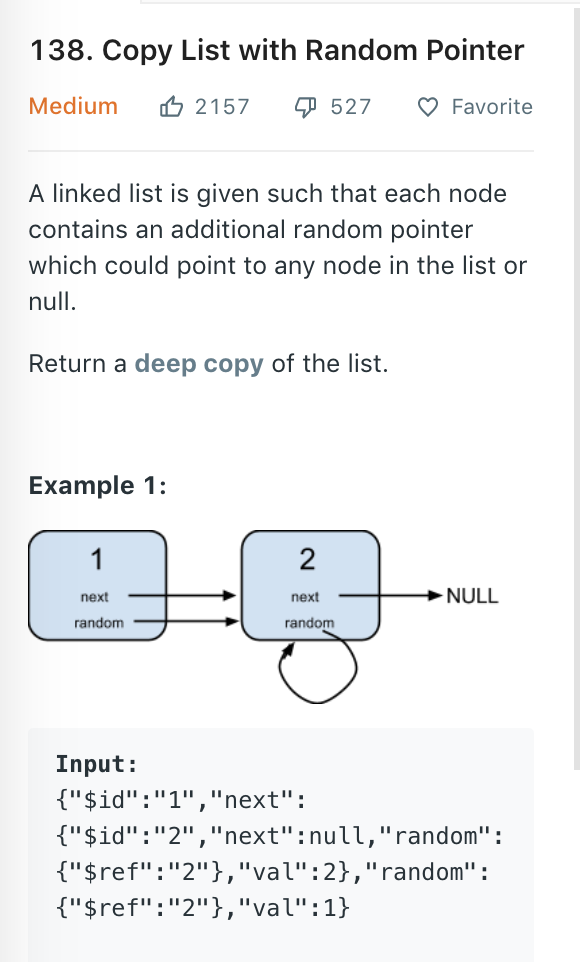 138. Copy List with Random Pointer
Medium 2157 527 Favorite
A linked list is given such that each node
contains an additional random pointer
which could point to any node in the list or
null.
Return a deep copy of the list.
Example 1:
1 2
next next NULL
random random
Input:
{"$id":"1","next":
{"$id":"2","next":null,"random":
{"$ref":"2"},"val":2},"random":
{"$ref":"2"},"val":1}